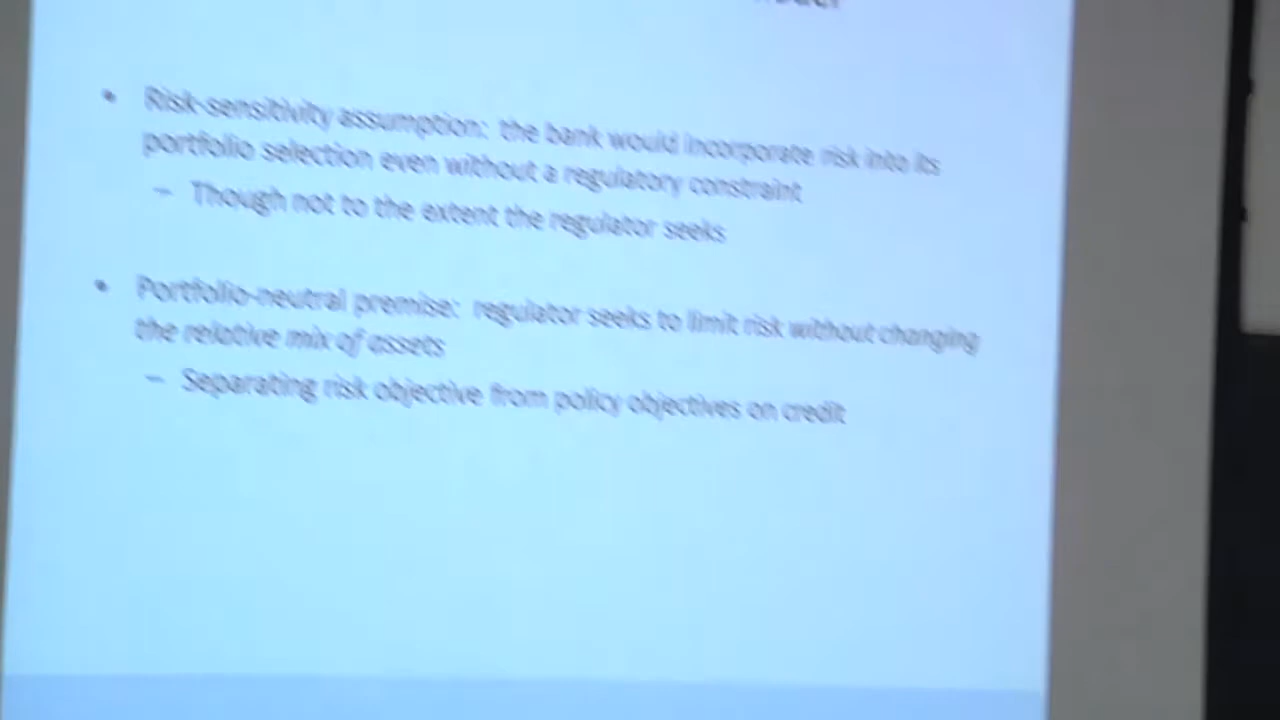 • Risk-sensitivity assumption: the bank would incorporate risk into its
portfolio selection even without a regulatory constraint
– Though not to the extent the regulator seeks
• Portfolio-neutral premise: regulator seeks to limit risk without changing
the relative mix of assets
– Separating risk objective from policy objectives on credit